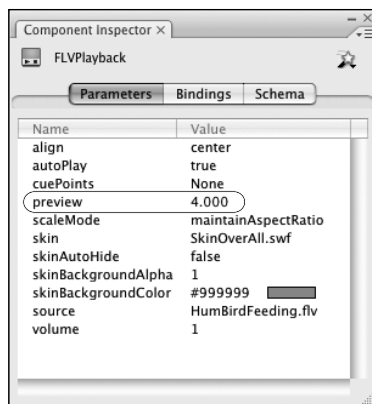 Component Inspector ×
FLVPlayback
Parameters Bindings Schema
Name Value
align center
autoPlay true
cuePoints None
preview 4.000
scaleMode maintainAspectRatio
skin SkinOverAll.swf
skinAutoHide false
skinBackgroundAlpha 1
skinBackgroundColor #999999
source HumBirdFeeding.flv
volume 1